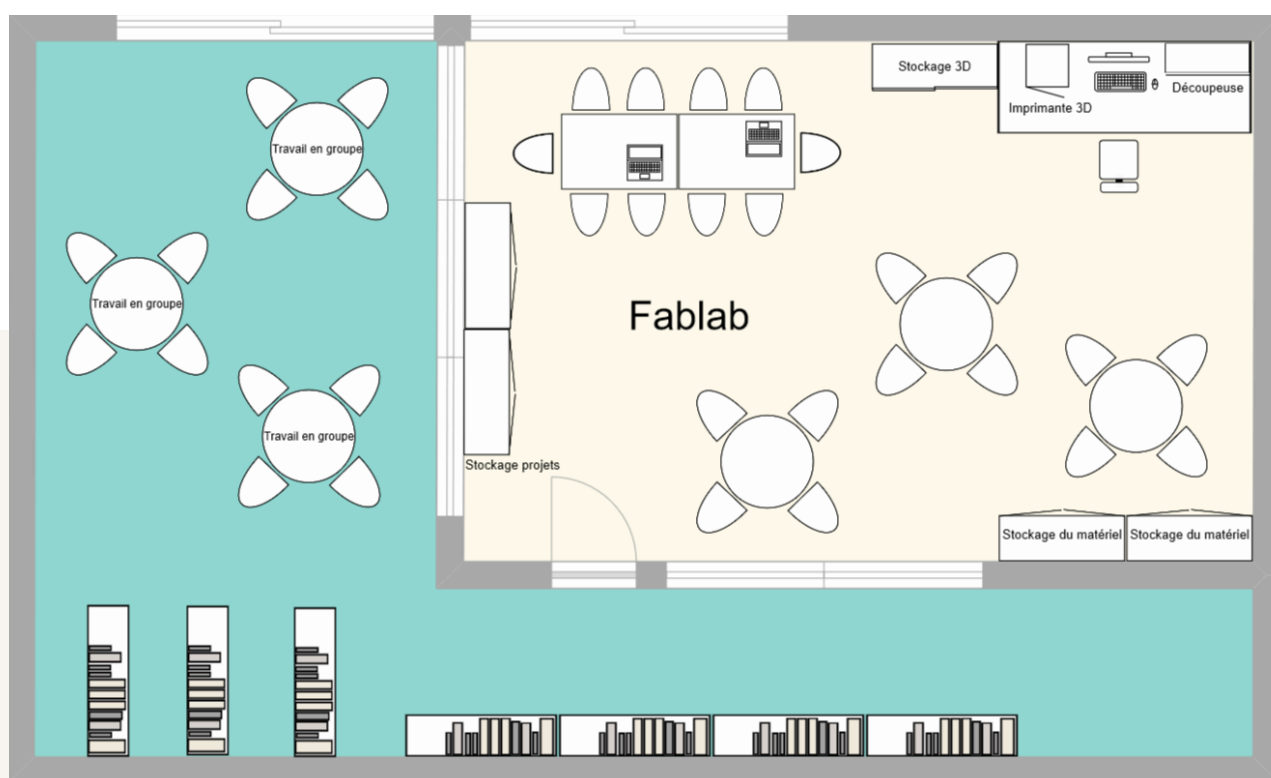 Stockage 3D
Découpeuse
Imprimante 3D
Travail en groupe
Travail en groupe
Fablab
Travail en groupe
Stockage projets
Stockage du matériel
Stockage du matériel